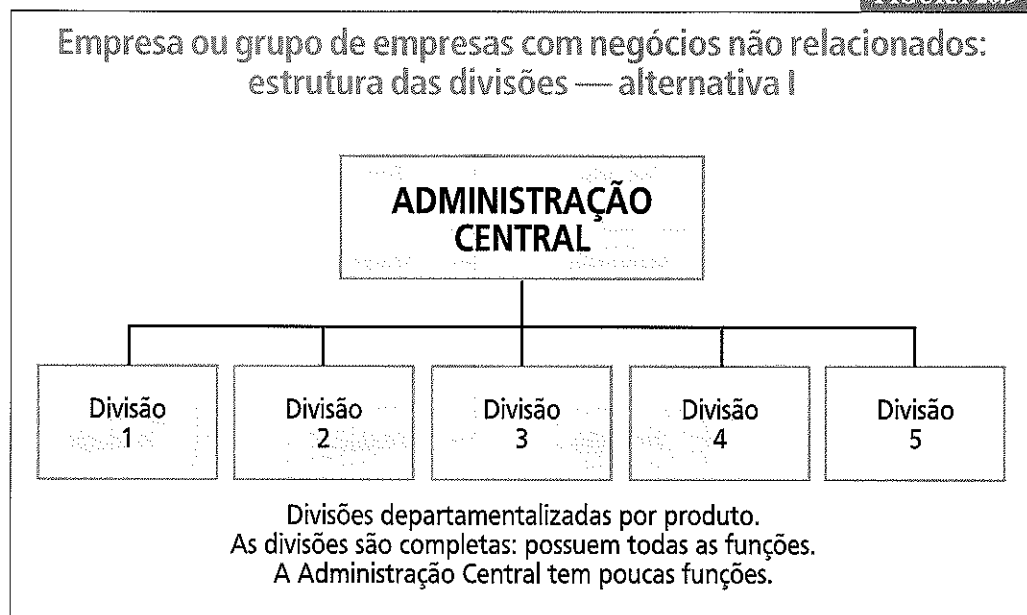 Empresa ou grupo de empresas com negócios não relacionados:
estrutura das divisões — alternativa I
ADMINISTRAÇÃO
CENTRAL
Divisão
1
Divisão
2
Divisão
3
Divisão
4
Divisão
5
Divisões departamentalizadas por produto.
As divisões são completas: possuem todas as funções.
A Administração Central tem poucas funções.